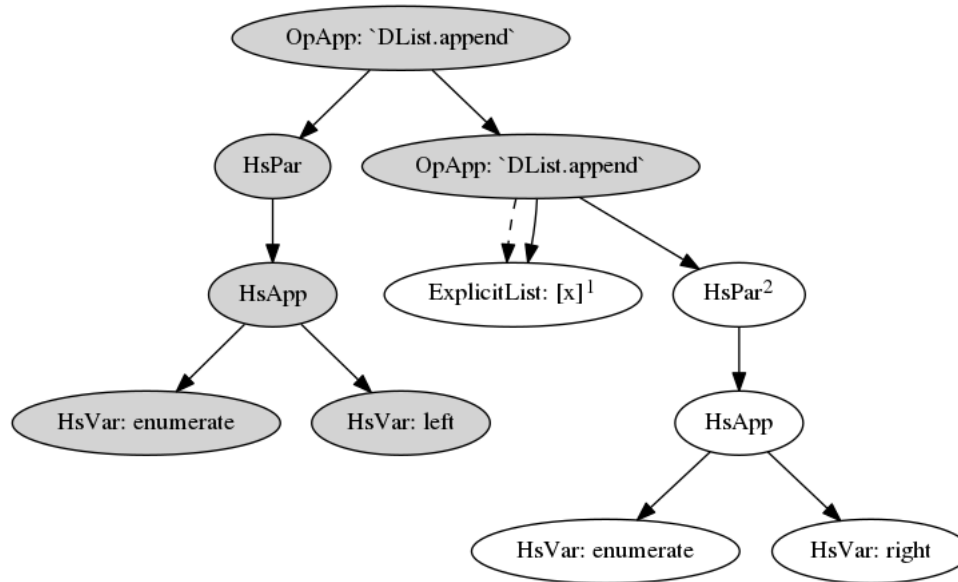 OpApp: `DList.append`
HsPar
OpApp: `DList.append`
HsApp
ExplicitList: [x]1
HsPar2
HsVar: enumerate
HsVar: left
HsApp
HsVar: enumerate
HsVar: right